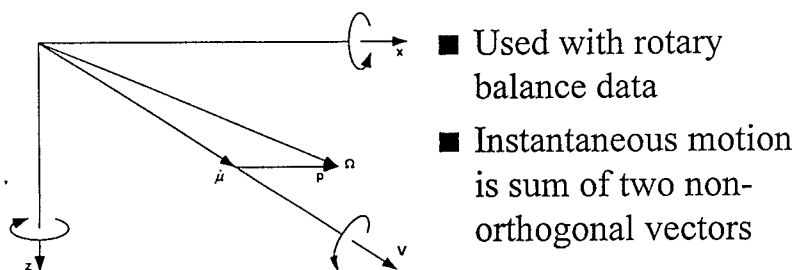 x
■ Used with rotary
balance data
■ Instantaneous motion
is sum of two non-
orthogonal vectors
μ̇
p
Ω
V
z